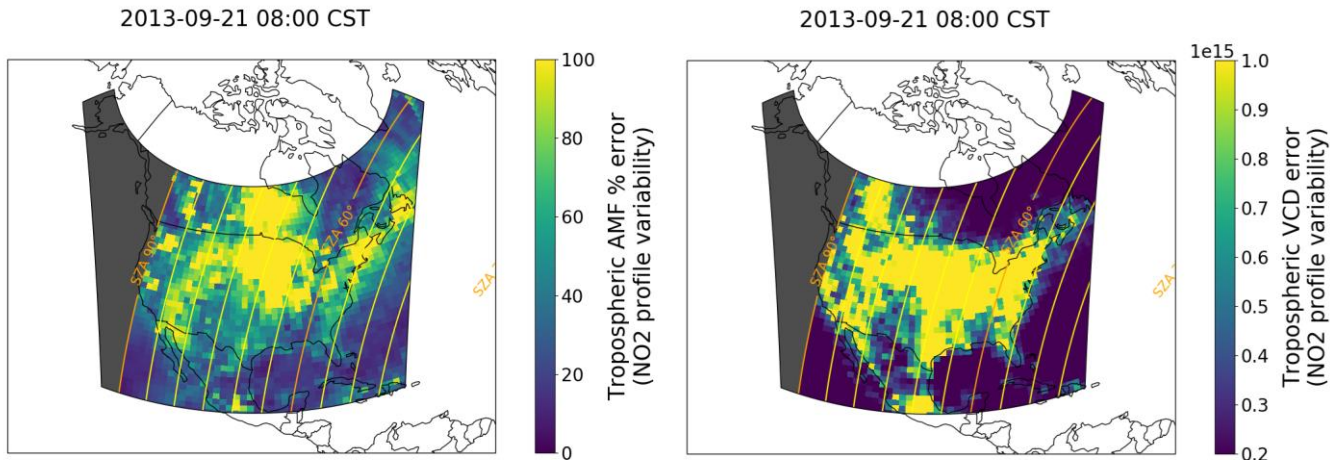 2013-09-21 08:00 CST
SZA 90°
SZA 60°
SZA
100
80
60
40
20
0
Tropospheric AMF % error
(NO2 profile variability)
2013-09-21 08:00 CST
SZA 90°
SZA 60°
SZA
1e15
1.0
0.9
0.8
0.7
0.6
0.5
0.4
0.3
0.2
Tropospheric VCD error
(NO2 profile variability)